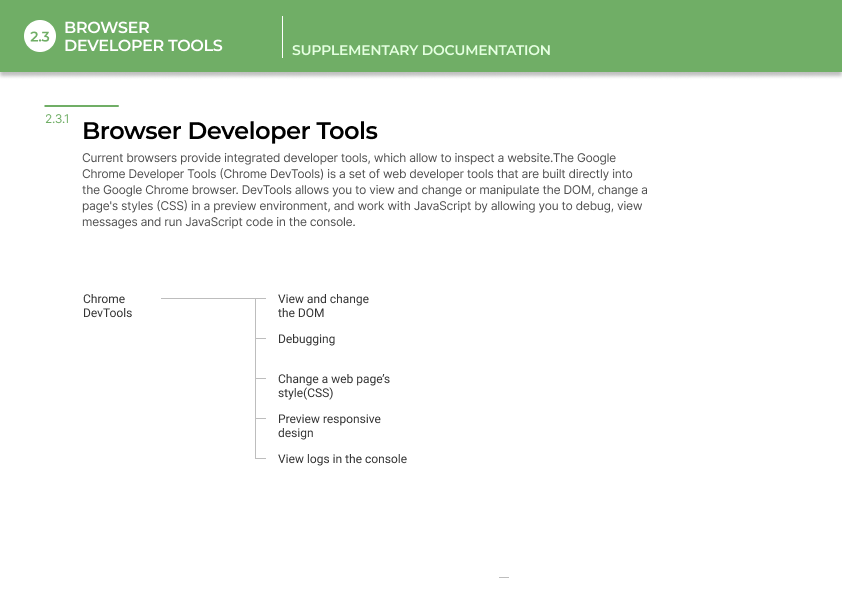 2.3
BROWSER
DEVELOPER TOOLS
SUPPLEMENTARY DOCUMENTATION
2.3.1
Browser Developer Tools
Current browsers provide integrated developer tools, which allow to inspect a website.The Google
Chrome Developer Tools (Chrome DevTools) is a set of web developer tools that are built directly into
the Google Chrome browser. DevTools allows you to view and change or manipulate the DOM, change a
page's styles (CSS) in a preview environment, and work with JavaScript by allowing you to debug, view
messages and run JavaScript code in the console.
Chrome
DevTools
View and change
the DOM
Debugging
Change a web page’s
style(CSS)
Preview responsive
design
View logs in the console